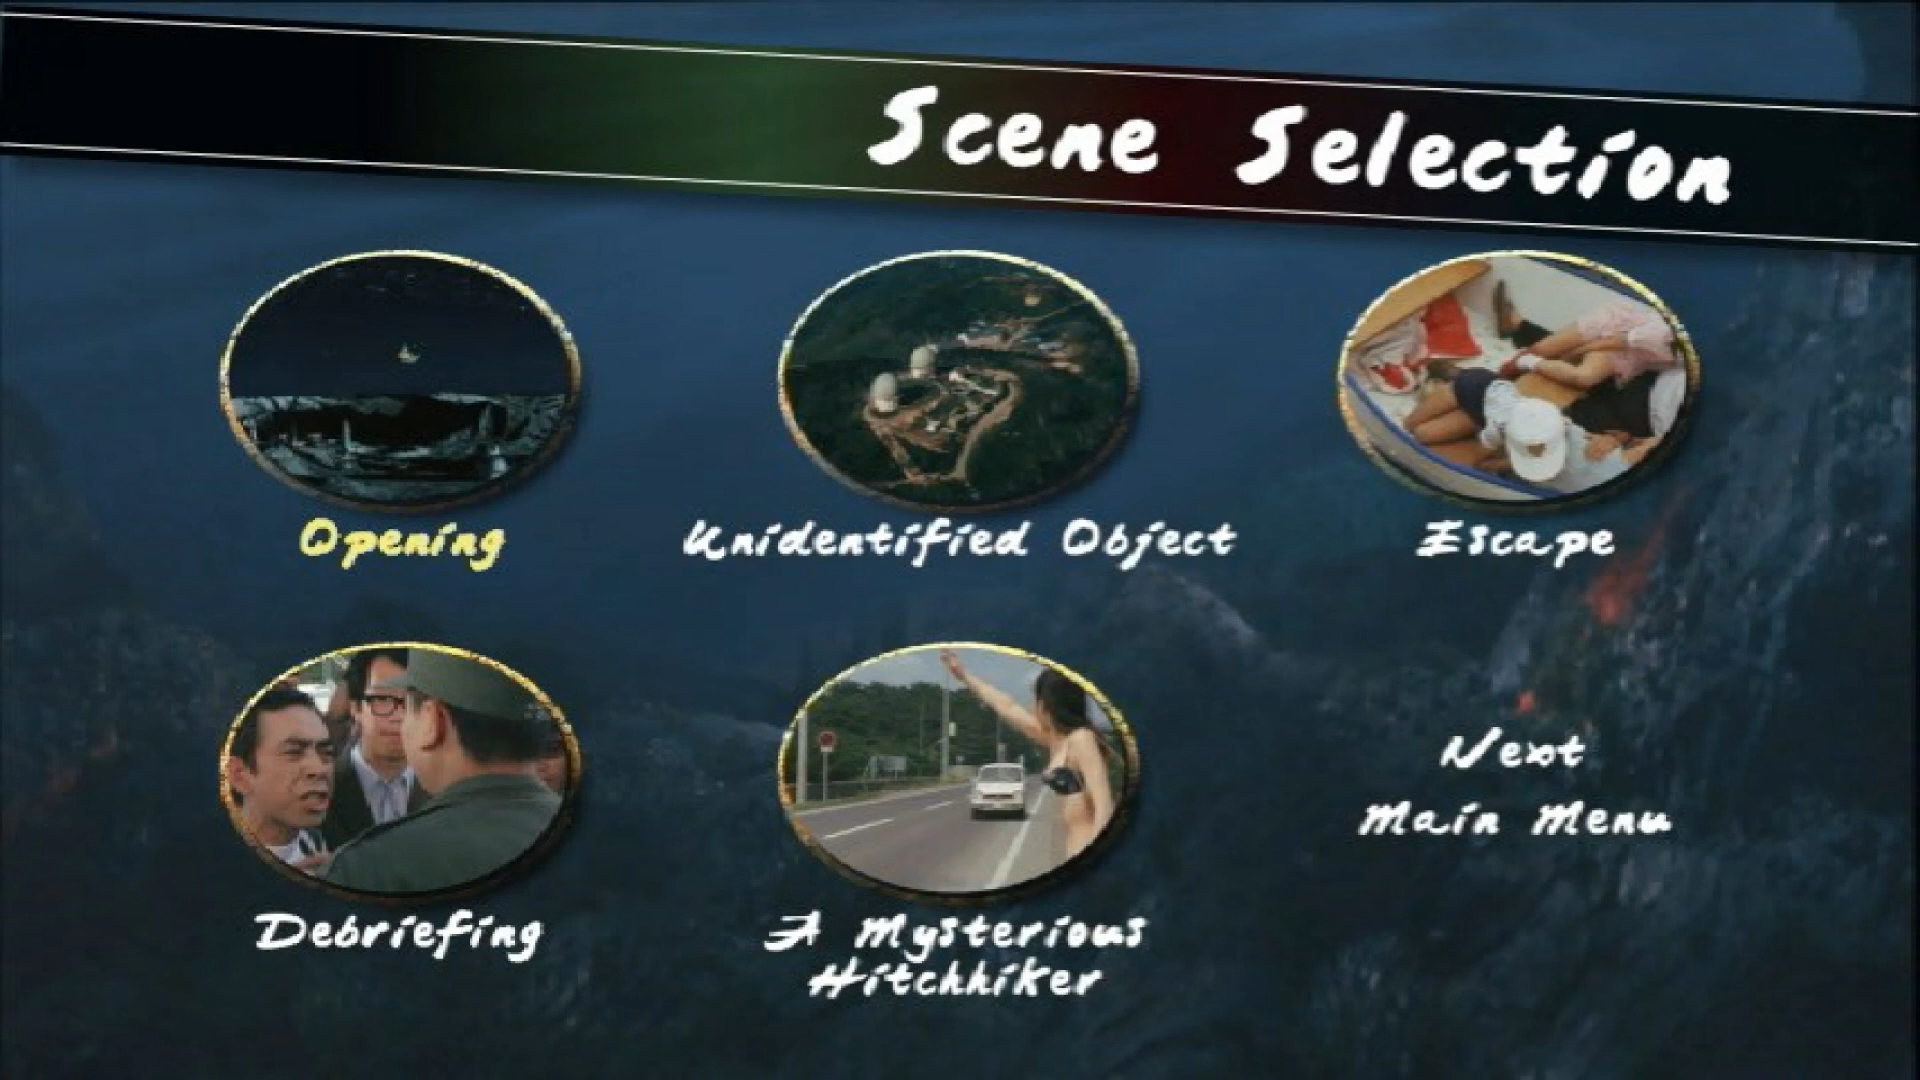 Scene Selection
Opening
Unidentified Object
Escape
Debriefing
A Mysterious
Hitchhiker
Next
Main Menu